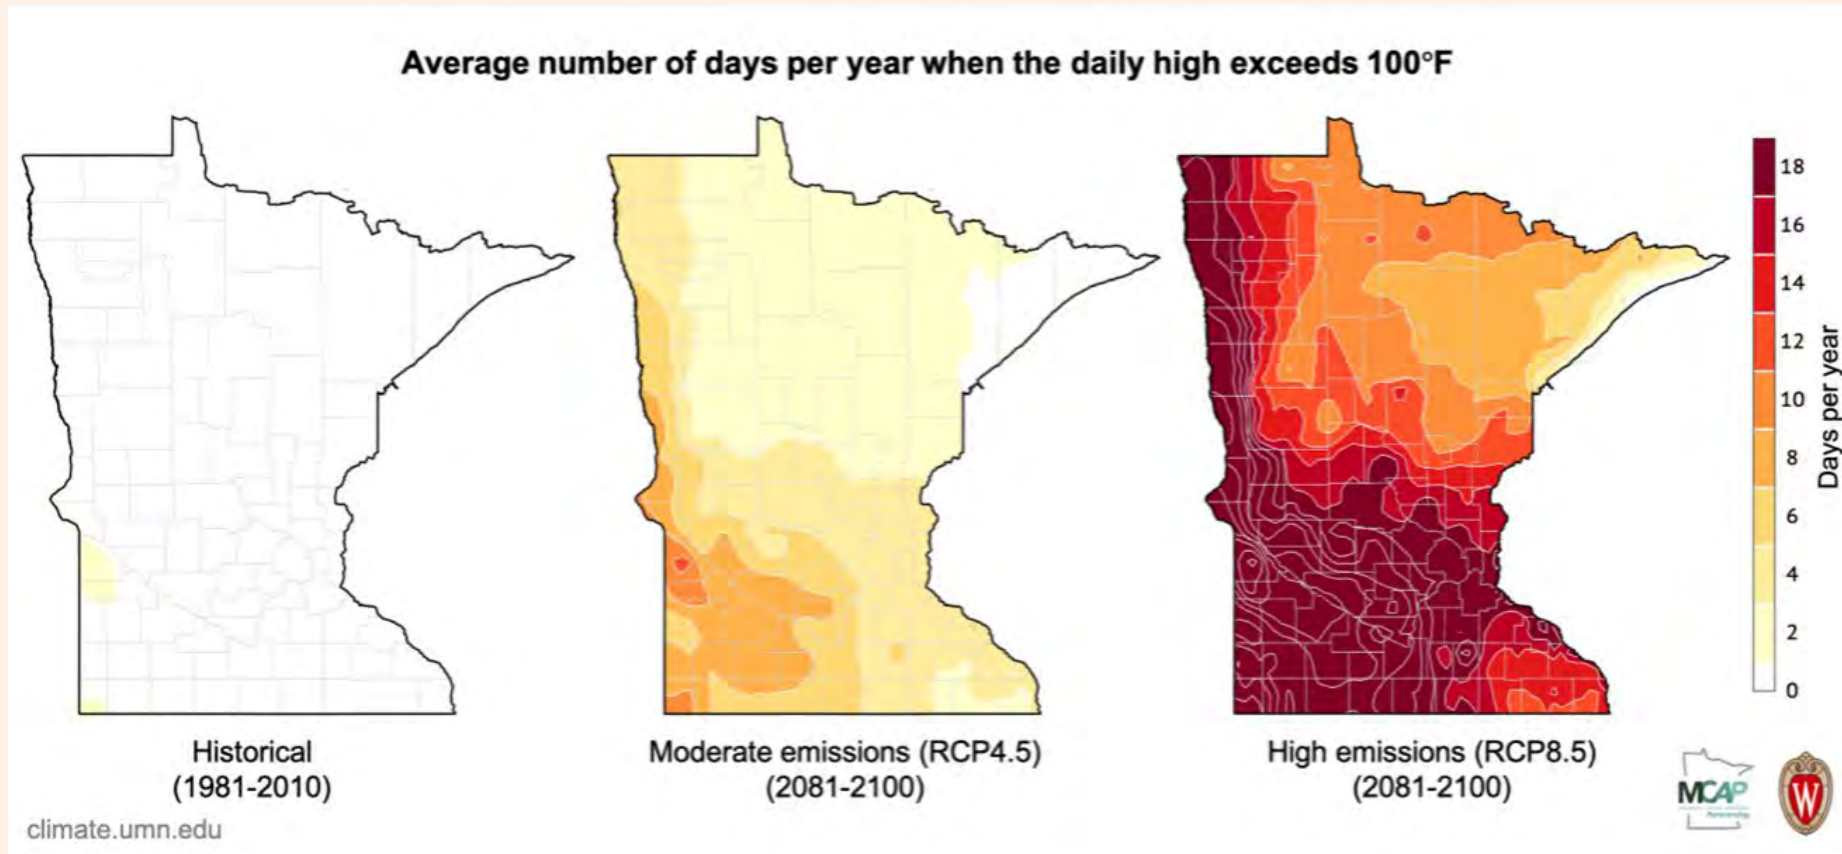 Average number of days per year when the daily high exceeds 100°F
18
16
14
12
10
8
6
4
2
0
Days per year
Historical
(1981-2010)
Moderate emissions (RCP4.5)
(2081-2100)
High emissions (RCP8.5)
(2081-2100)
MCAP
Partnership
W
climate.umn.edu